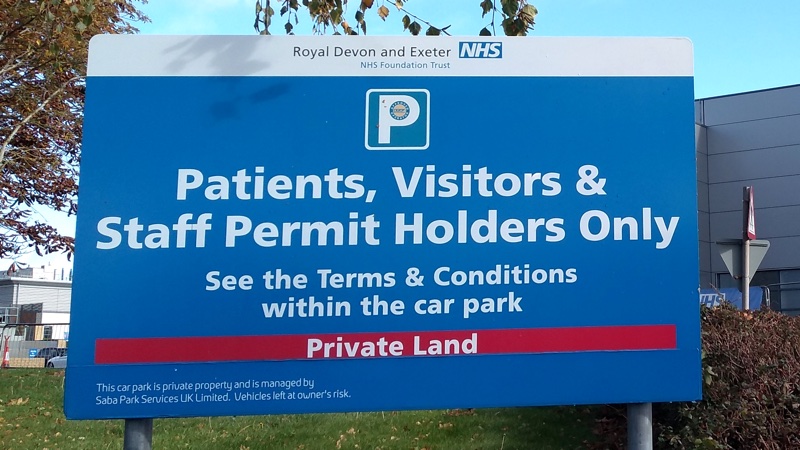 Royal Devon and Exeter NHS
NHS Foundation Trust
P
Patients, Visitors &
Staff Permit Holders Only
See the Terms & Conditions
within the car park
Private Land
This car park is private property and is managed by
Saba Park Services UK Limited. Vehicles left at owner's risk.
NHS